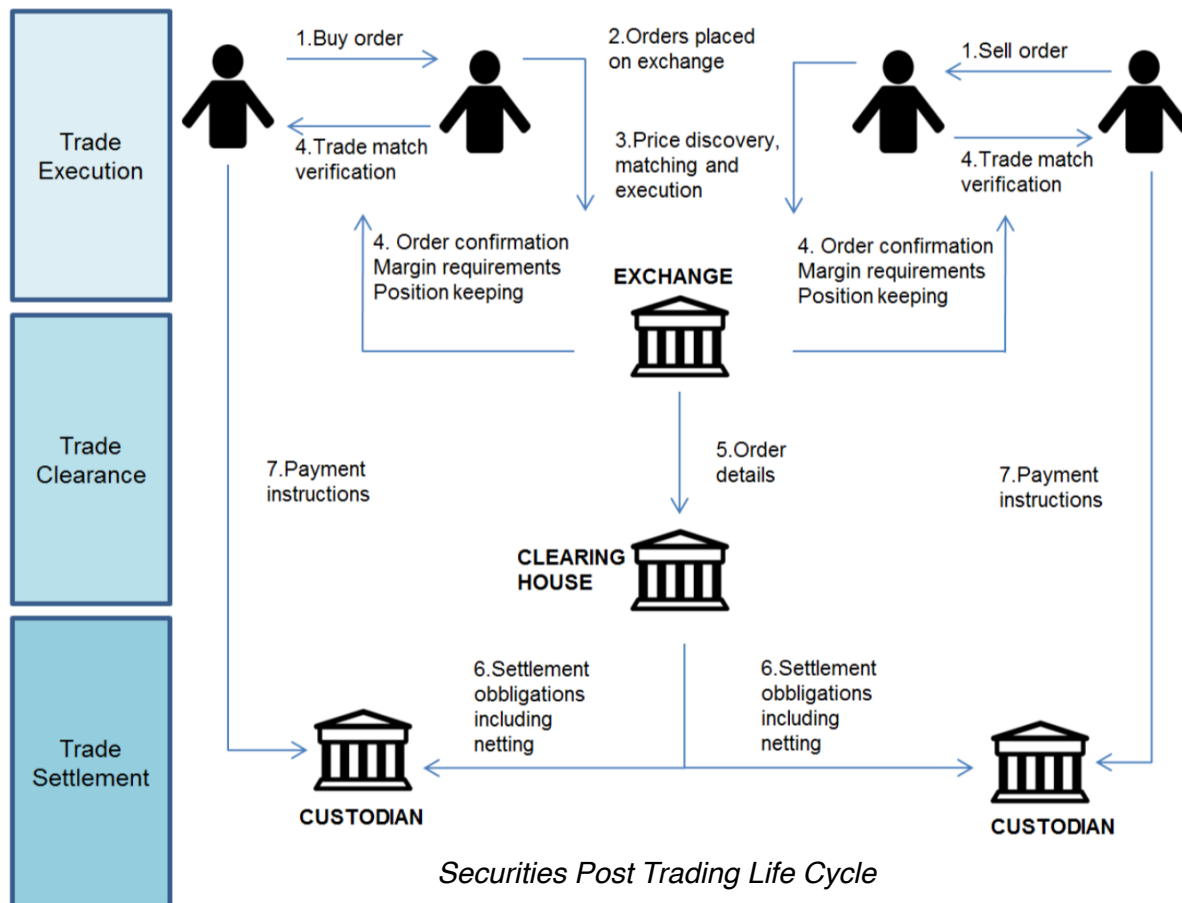 Trade
Execution
1.Buy order
2.Orders placed
on exchange
1.Sell order
4.Trade match
verification
3.Price discovery,
matching and
execution
4.Trade match
verification
4. Order confirmation
Margin requirements
Position keeping
4. Order confirmation
Margin requirements
Position keeping
EXCHANGE
Trade
Clearance
7.Payment
instructions
5.Order
details
7.Payment
instructions
CLEARING
HOUSE
Trade
Settlement
6.Settlement
obbligations
including
netting
6.Settlement
obbligations
including
netting
CUSTODIAN
CUSTODIAN
Securities Post Trading Life Cycle